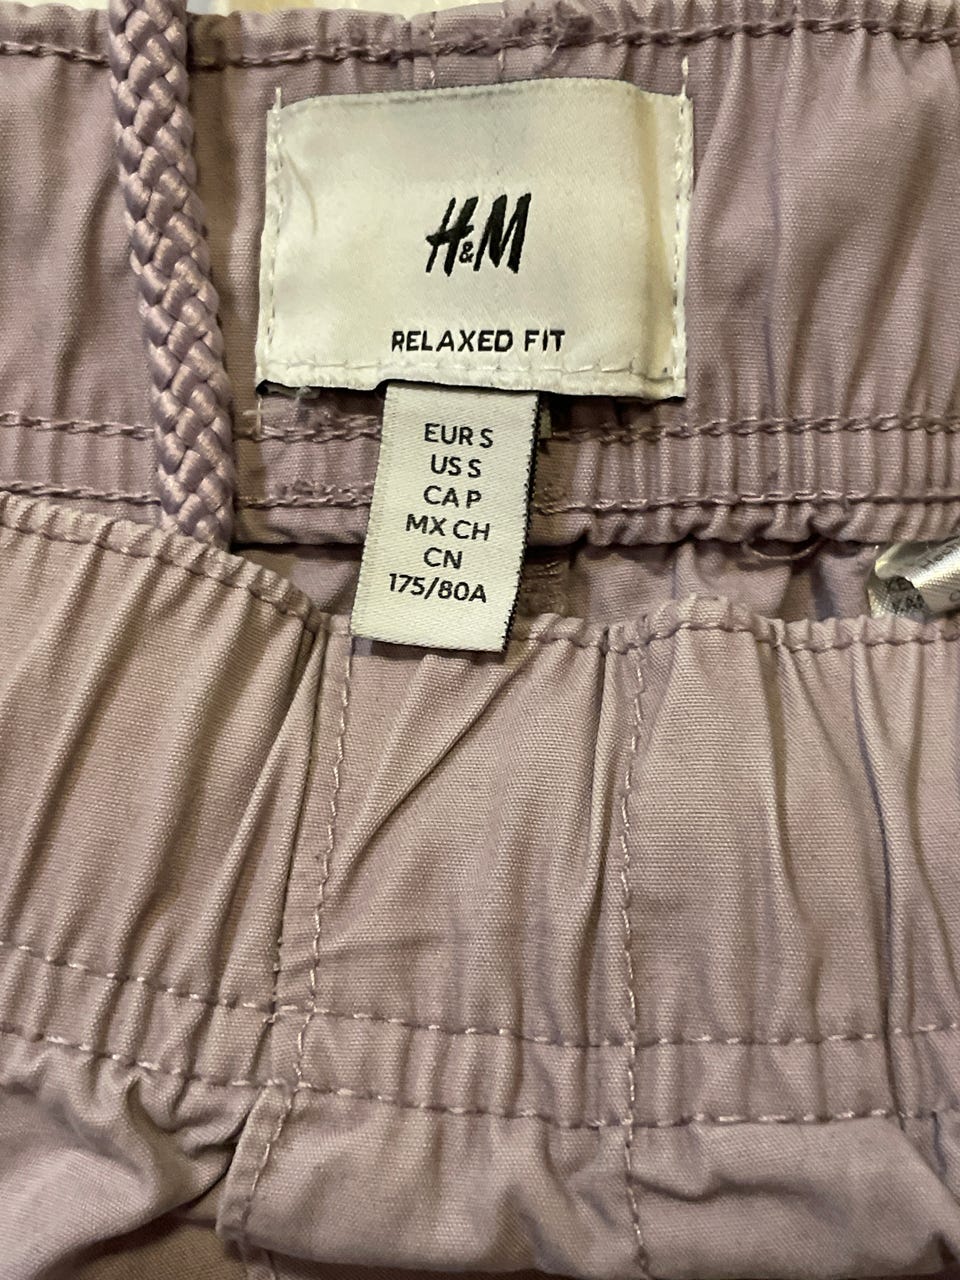 H&M
RELAXED FIT
EUR S
US S
CA P
MX CH
CN
175/80A